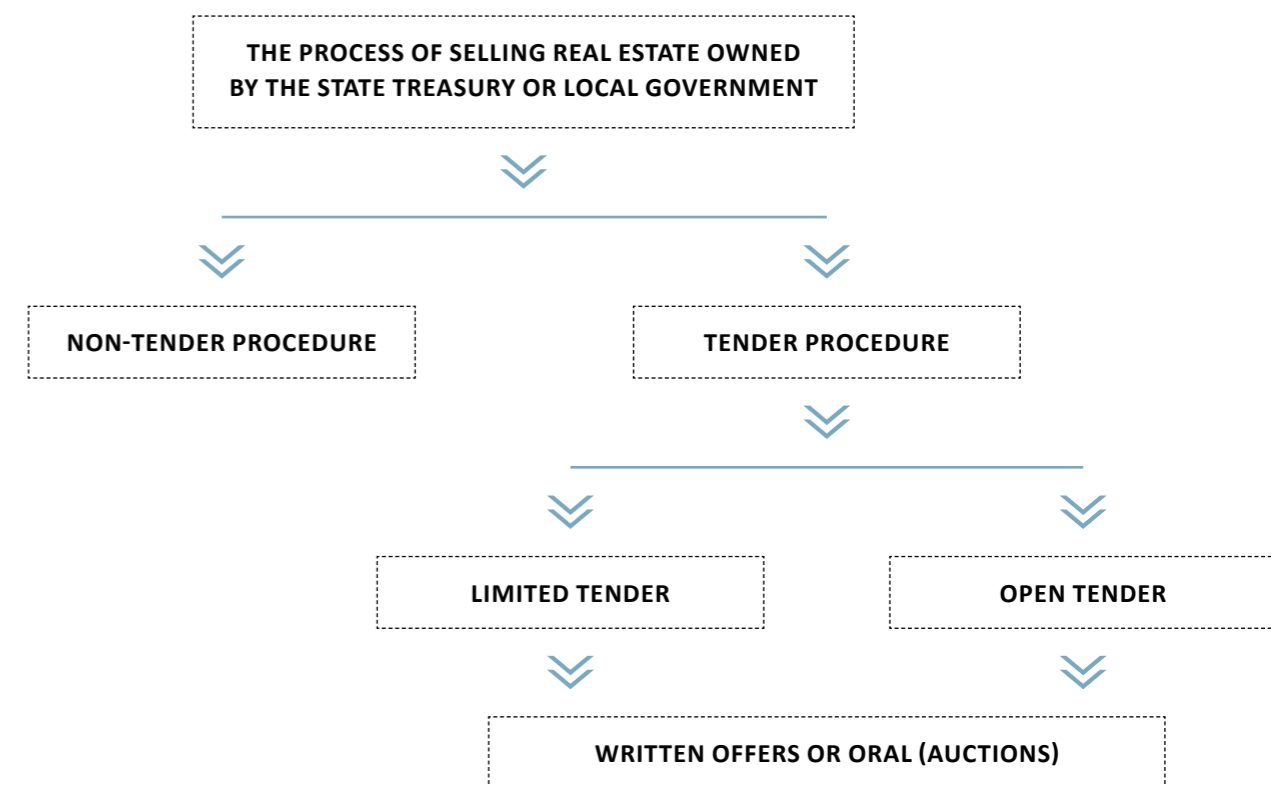 THE PROCESS OF SELLING REAL ESTATE OWNED
BY THE STATE TREASURY OR LOCAL GOVERNMENT
NON-TENDER PROCEDURE
TENDER PROCEDURE
LIMITED TENDER
OPEN TENDER
WRITTEN OFFERS OR ORAL (AUCTIONS)